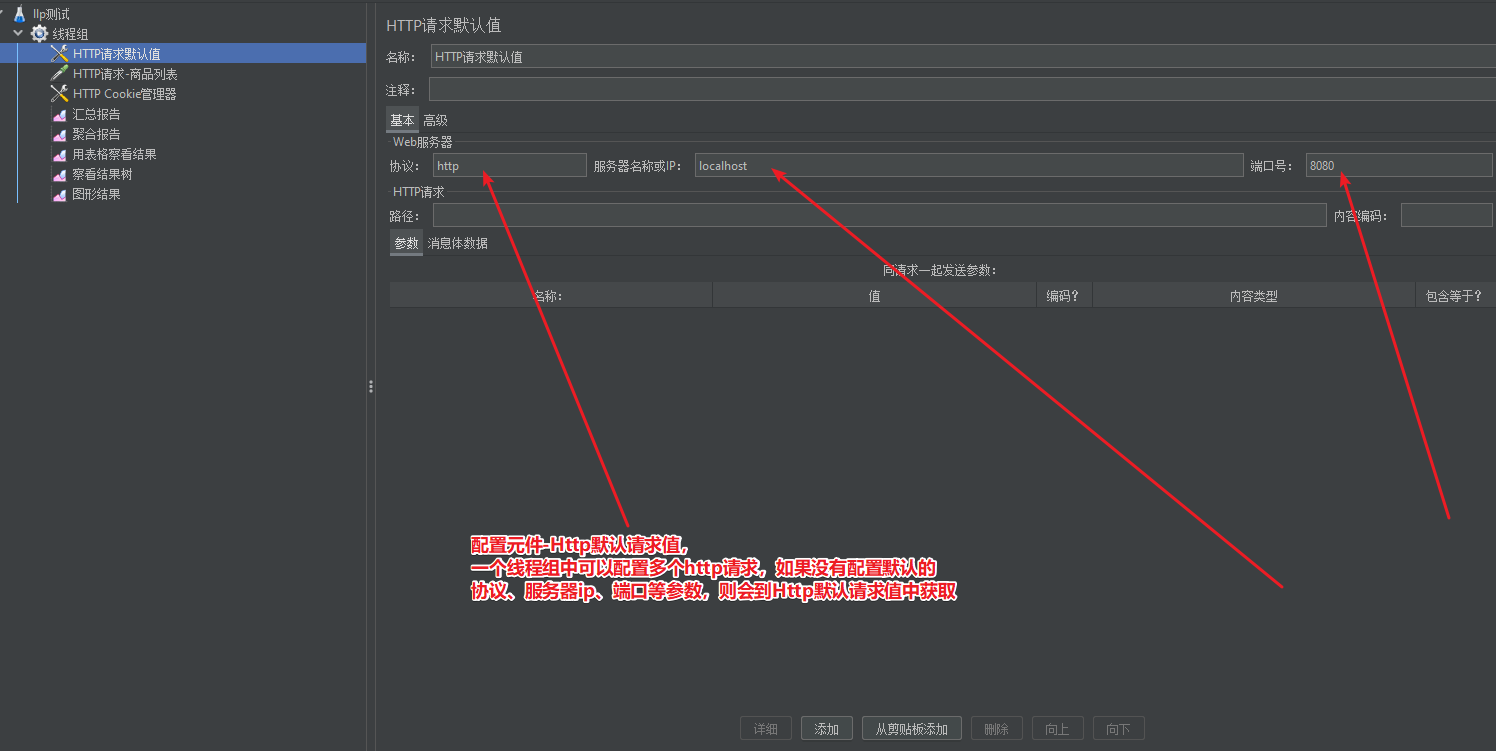 llp测试
线程组
HTTP请求默认值
HTTP请求-商品列表
HTTP Cookie管理器
汇总报告
聚合报告
用表格察看结果
察看结果树
图形结果
HTTP请求默认值
名称： HTTP请求默认值
注释：
基本 高级
Web服务器
协议： http 服务器名称或IP： localhost 端口号： 8080
HTTP请求
路径： 内容编码：
参数 消息体数据
同请求一起发送参数：
名称： 值 编码？ 内容类型 包含等于？
配置元件-Http默认请求值，
一个线程组中可以配置多个http请求，如果没有配置默认的
协议、服务器ip、端口等参数，则会到Http默认请求值中获取
详细 添加 从剪贴板添加 删除 向上 向下